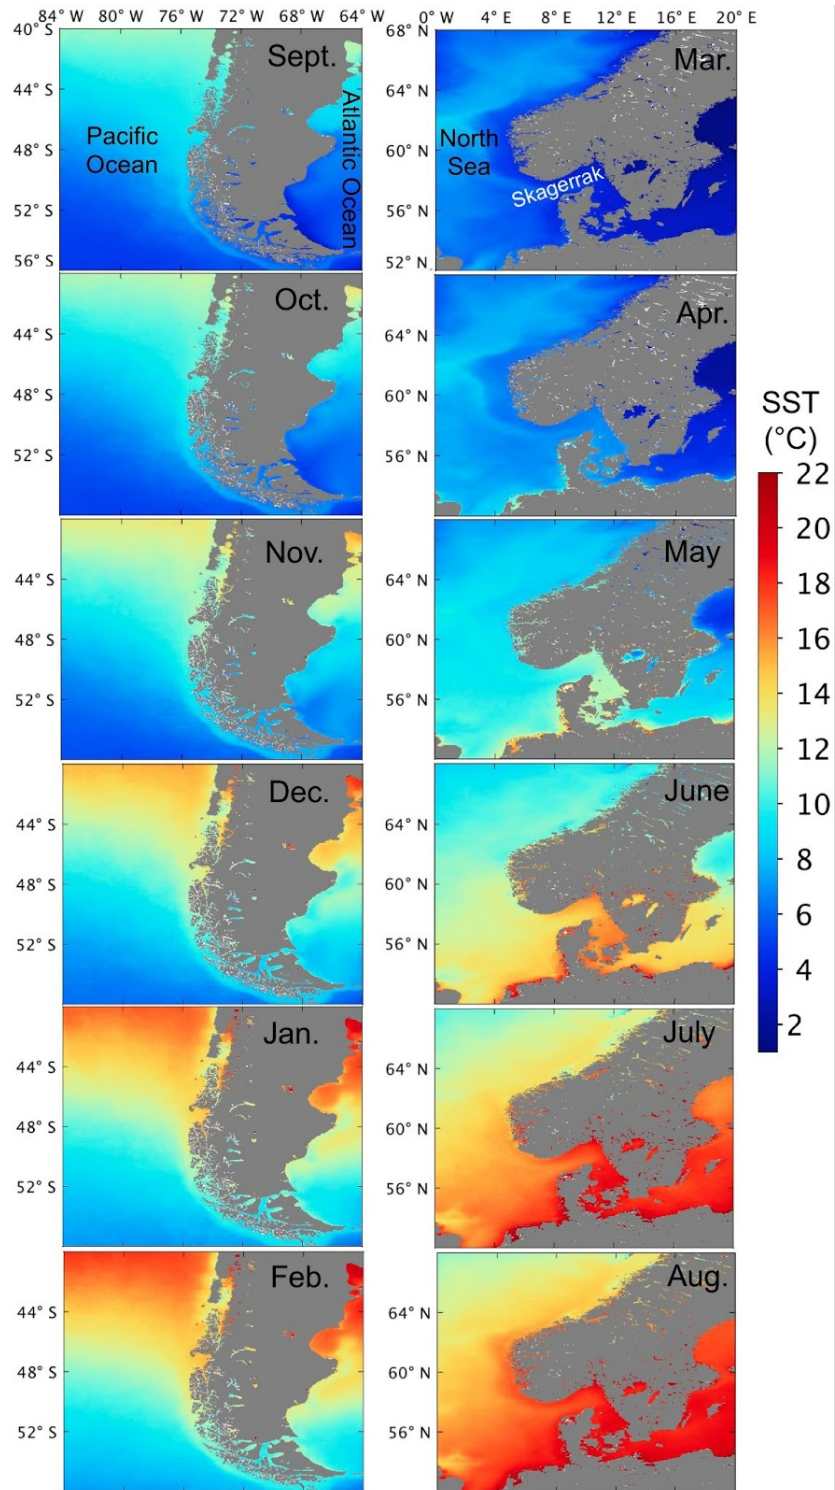 84° W 80° W 76° W 72° W 68° W 64° W
0° W 4° E 8° E 12° E 16° E 20° E
40° S
44° S
48° S
52° S
56° S
Sept.
Pacific
Ocean
Atlantic Ocean
68° N
64° N
60° N
56° N
52° N
Mar.
North
Sea
Skagerrak
44° S
48° S
52° S
Oct.
64° N
60° N
56° N
Apr.
44° S
48° S
52° S
Nov.
64° N
60° N
56° N
May
44° S
48° S
52° S
Dec.
64° N
60° N
56° N
June
44° S
48° S
52° S
Jan.
64° N
60° N
56° N
July
44° S
48° S
52° S
Feb.
64° N
60° N
56° N
Aug.
SST
(°C)
22
20
18
16
14
12
10
8
6
4
2